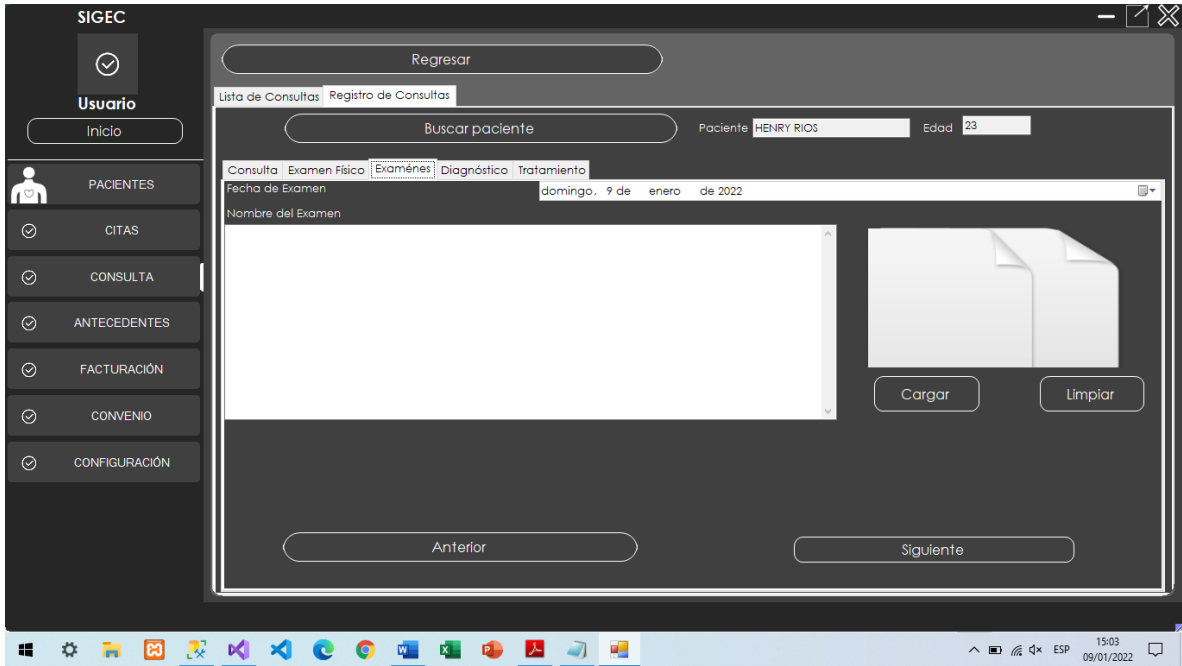 SIGEC
Usuario
Inicio
PACIENTES
CITAS
CONSULTA
ANTECEDENTES
FACTURACIÓN
CONVENIO
CONFIGURACIÓN
Regresar
Lista de Consultas Registro de Consultas
Buscar paciente Paciente HENRY RIOS Edad 23
Consulta Examen Físico Examénes Diagnóstico Tratamiento
Fecha de Examen domingo, 9 de enero de 2022
Nombre del Examen
Cargar Limpiar
Anterior Siguiente
ESP 15:03
09/01/2022